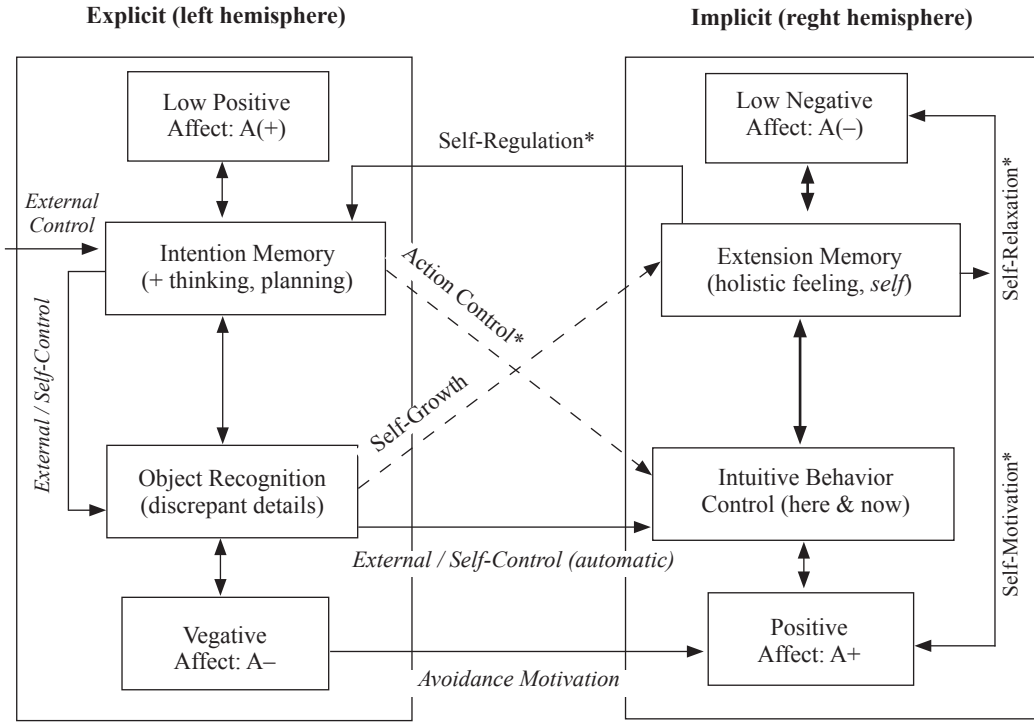 Explicit (left hemisphere)
Implicit (reght hemisphere)
Low Positive
Affect: A(+)
Low Negative
Affect: A(–)
Self-Regulation*
External
Control
Intention Memory
(+ thinking, planning)
Extension Memory
(holistic feeling, self)
Self-Relaxation*
Action Control*
Self-Growth
External / Self-Control
Object Recognition
(discrepant details)
Intuitive Behavior
Control (here & now)
Self-Motivation*
External / Self-Control (automatic)
Vegative
Affect: A–
Positive
Affect: A+
Avoidance Motivation